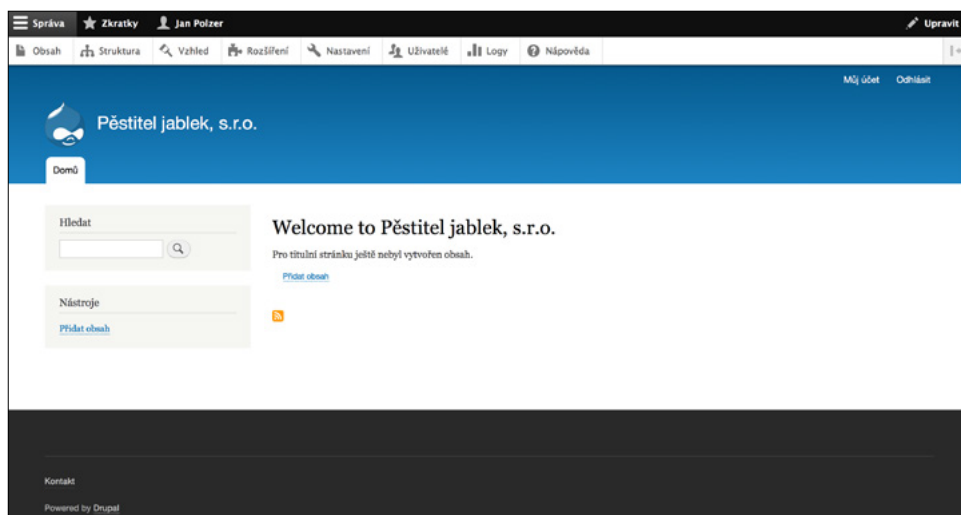 Správa Zkratky Jan Polzer Upravit
Obsah Struktura Vzhled Rozšíření Nastavení Uživatelé Logy Nápověda
Můj účet Odhlásit
Pěstitel jablek, s.r.o.
Domů
Hledat
Welcome to Pěstitel jablek, s.r.o.
Pro titulní stránku ještě nebyl vytvořen obsah.
Přidat obsah
Nástroje
Přidat obsah
Kontakt
Powered by Drupal